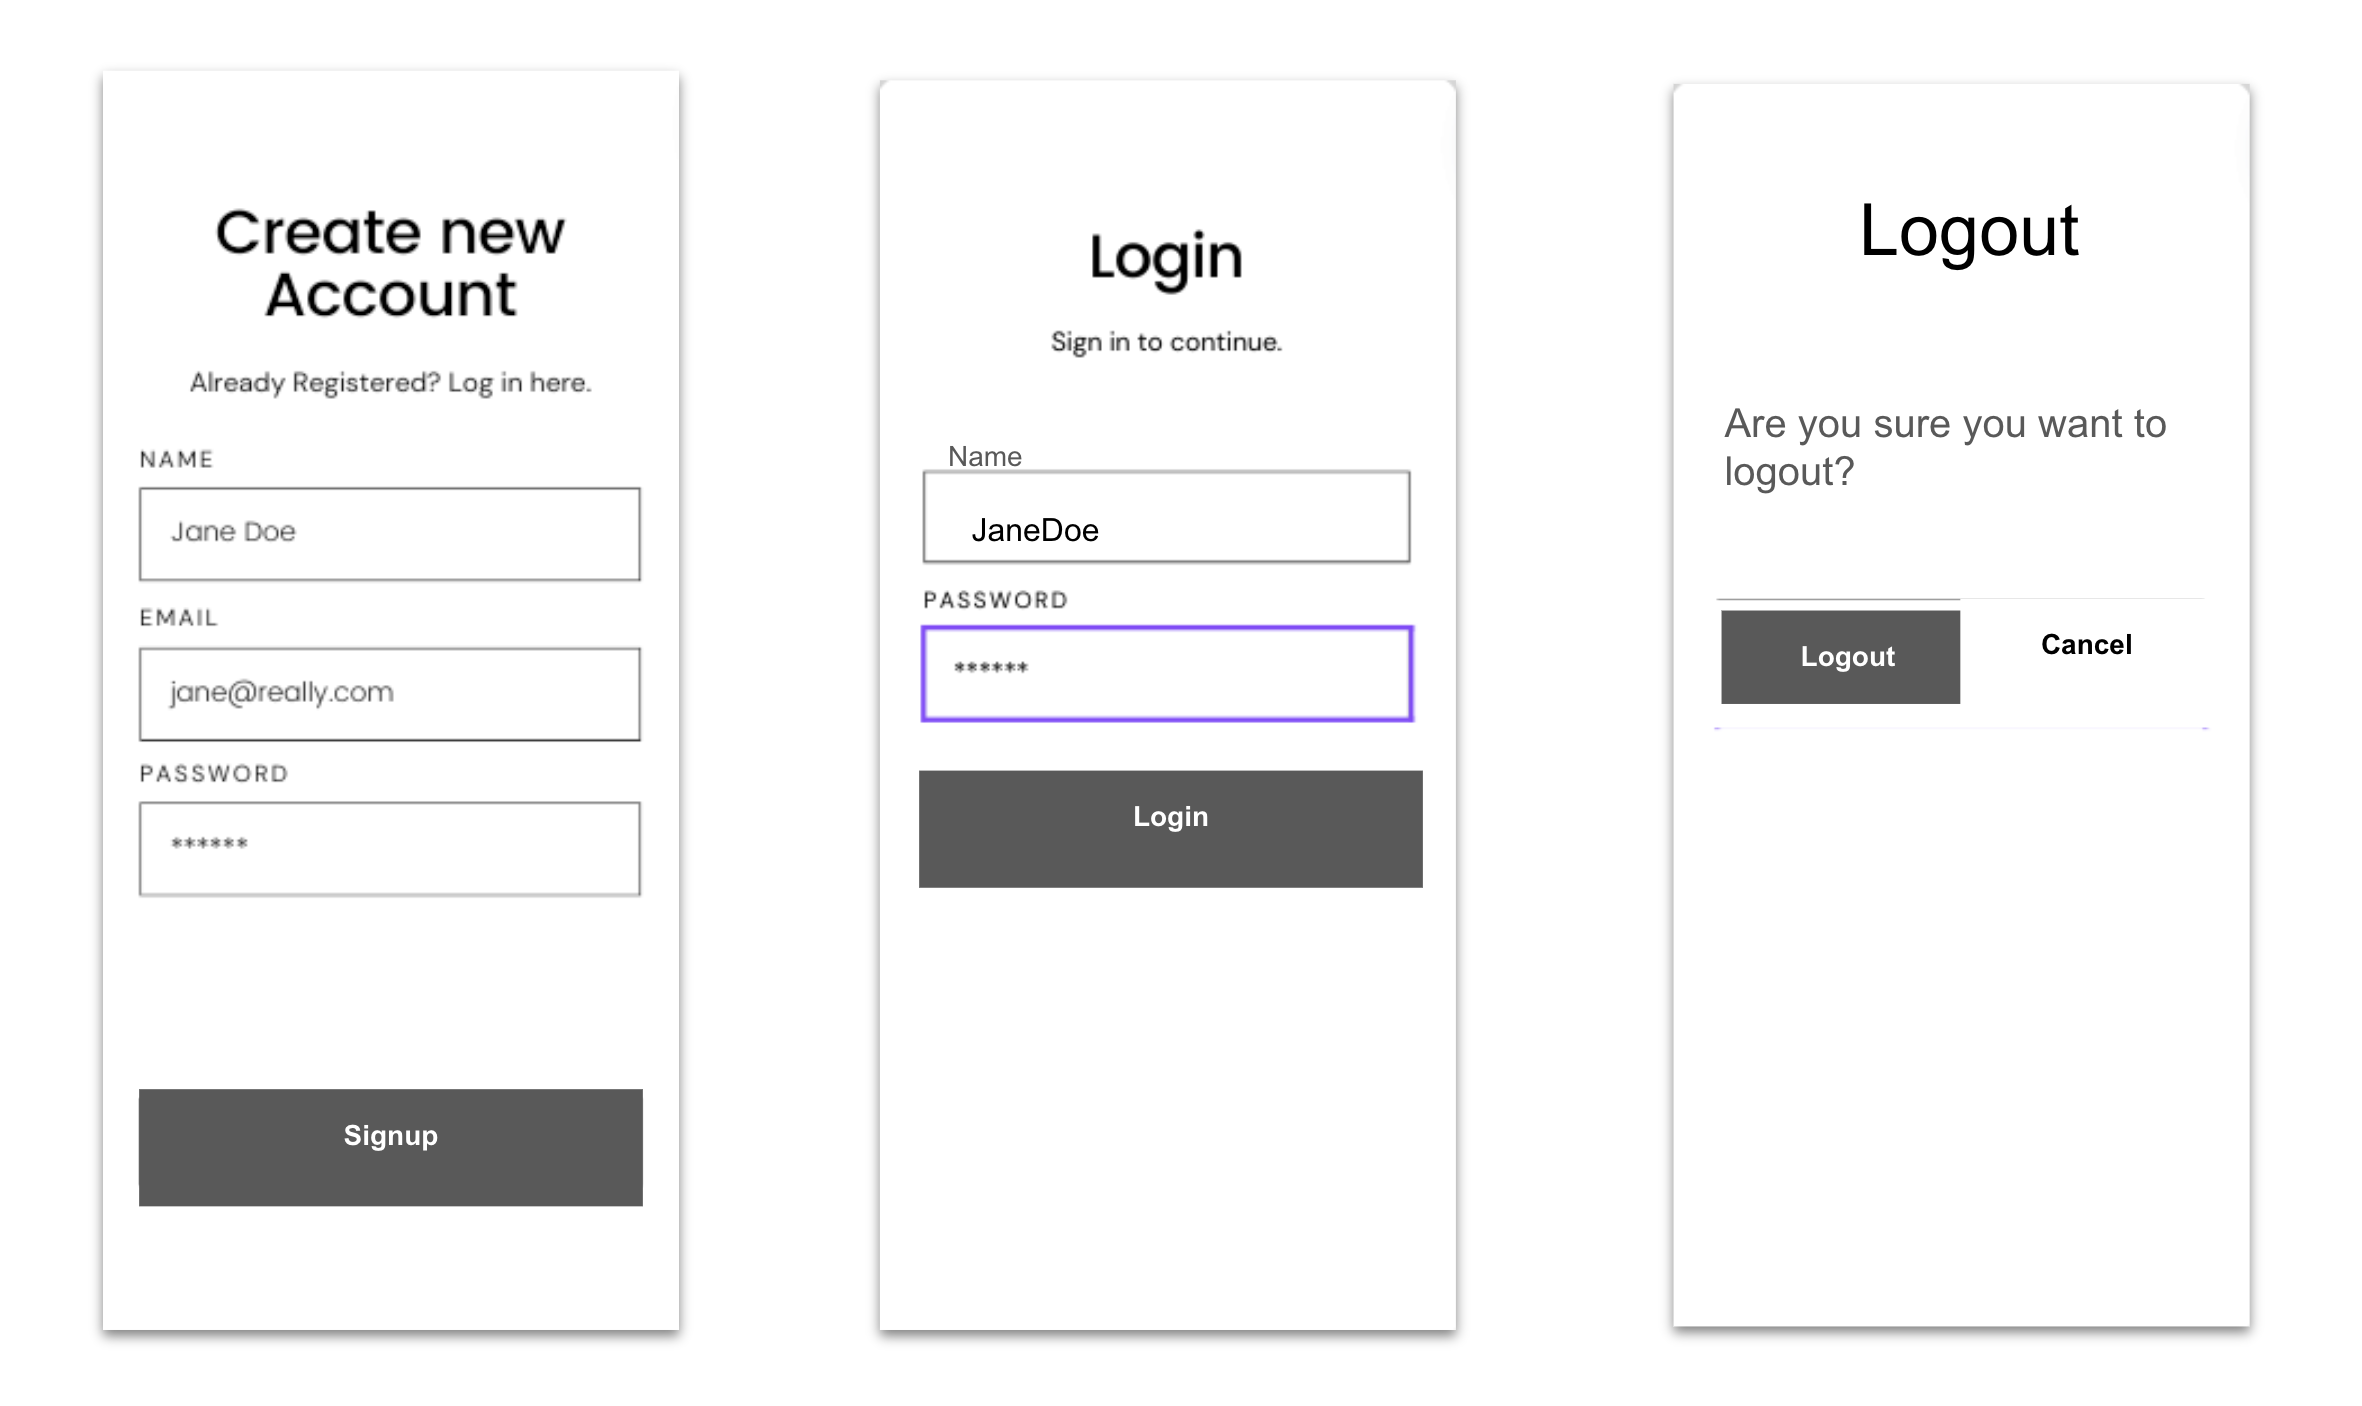 Create new
Account
Already Registered? Log in here.
NAME
Jane Doe
EMAIL
jane@really.com
PASSWORD
******
Signup
Login
Sign in to continue.
Name
JaneDoe
PASSWORD
******
Login
Logout
Are you sure you want to
logout?
Logout
Cancel